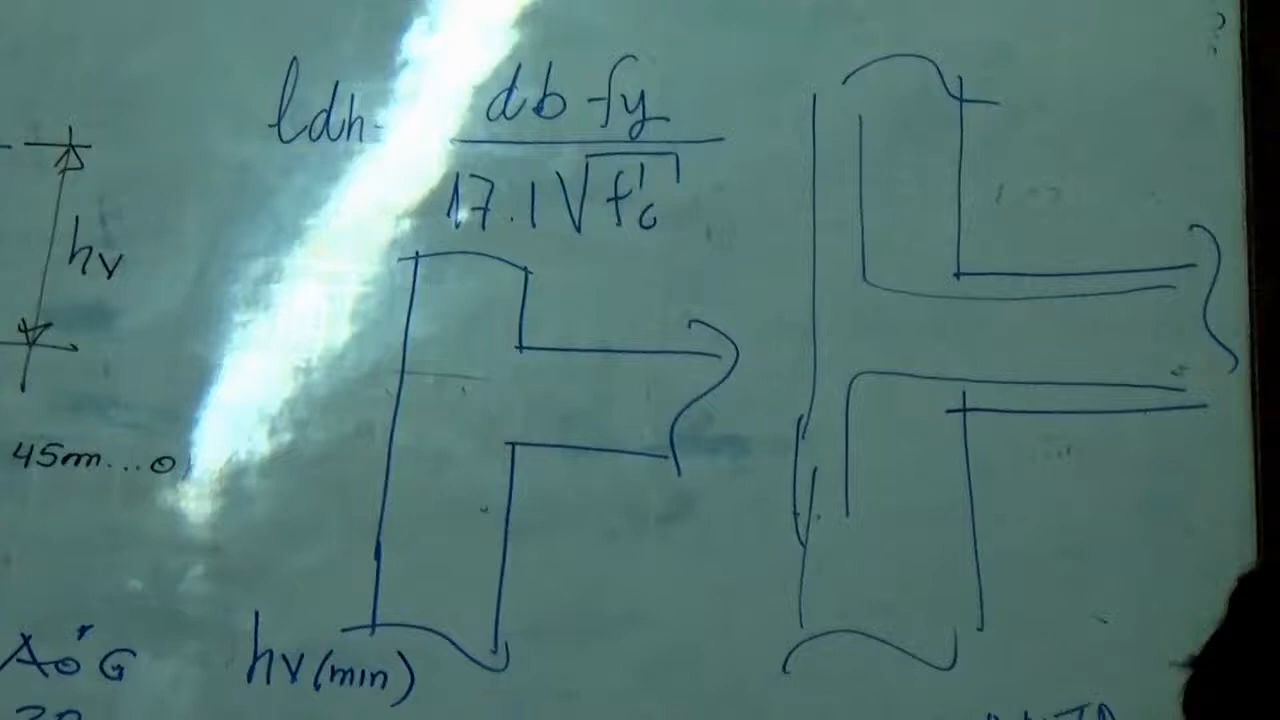 ldh = db fy / 17.1 √f'c
hv
45m...o
A ó G
hv (min)